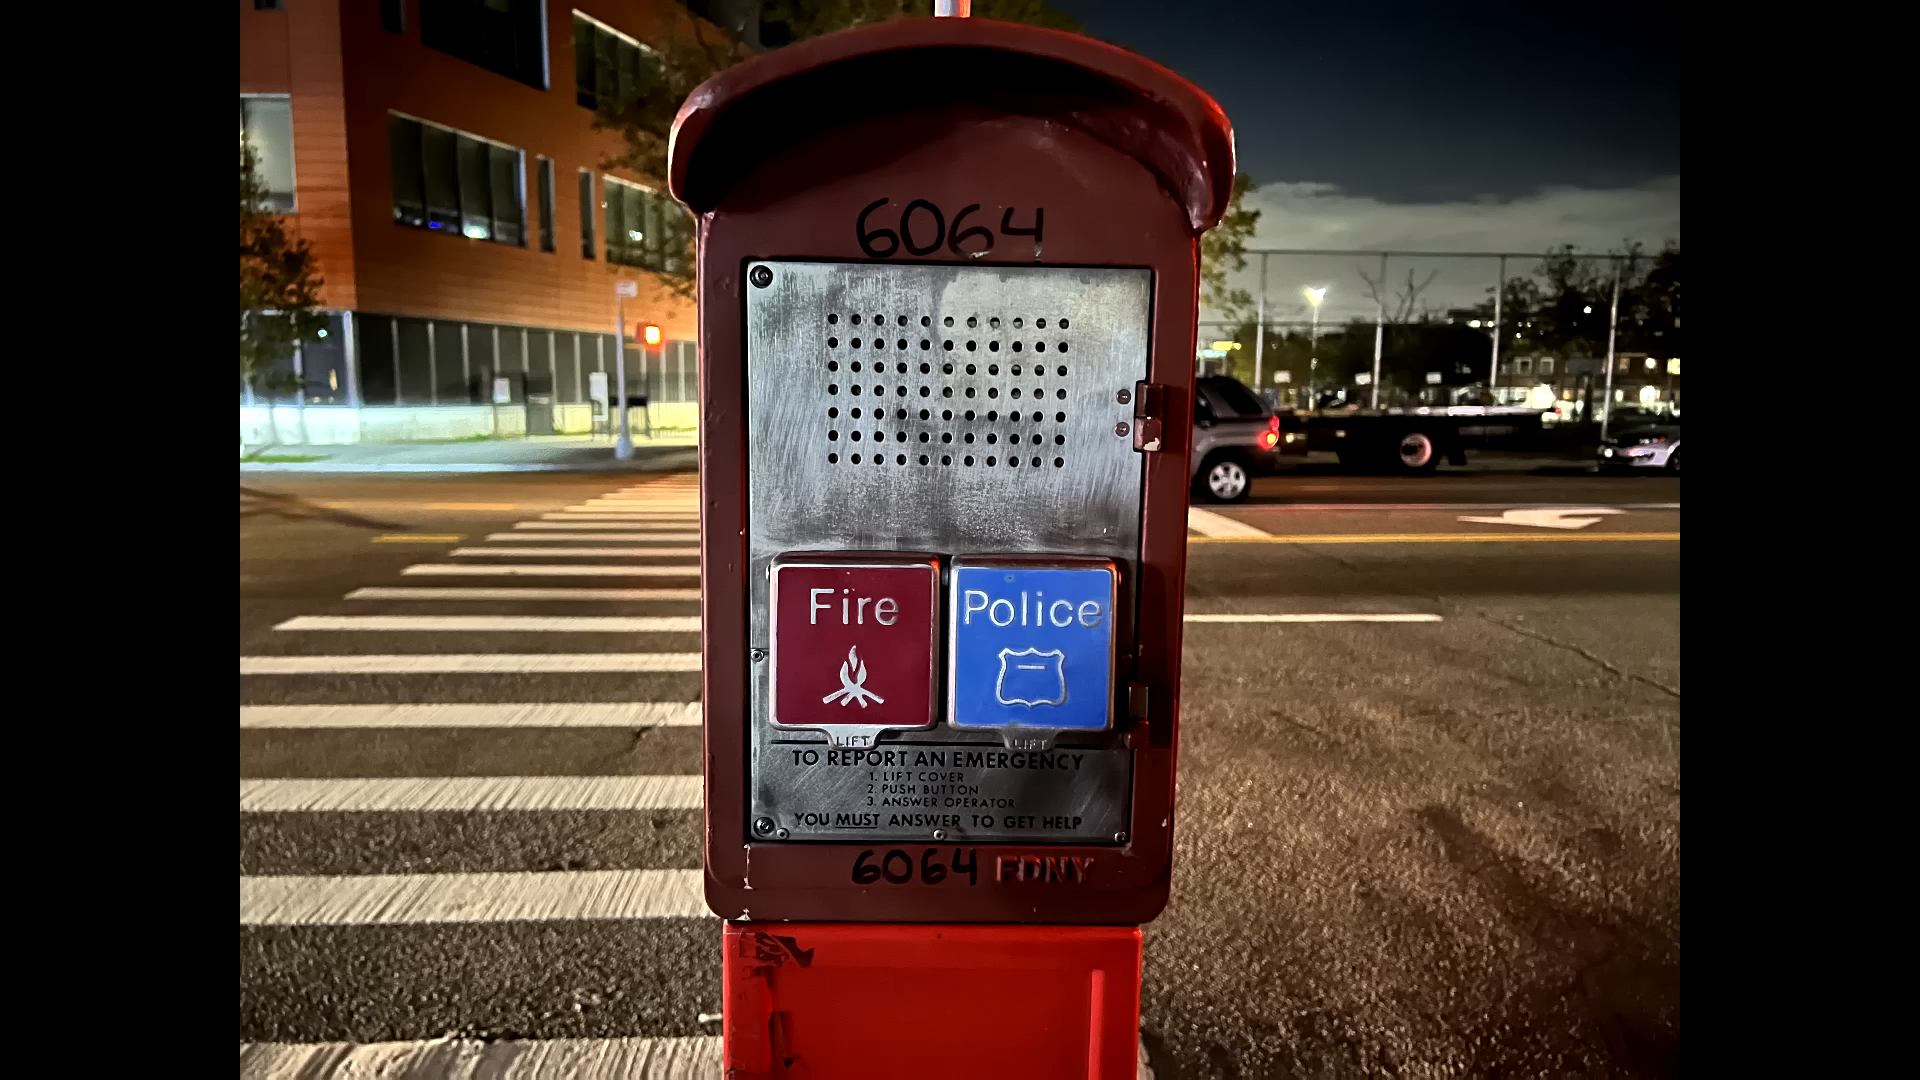 6064
Fire
Police
LIFT
LIFT
TO REPORT AN EMERGENCY
1. LIFT COVER
2. PUSH BUTTON
3. ANSWER OPERATOR
YOU MUST ANSWER TO GET HELP
6064 FDNY